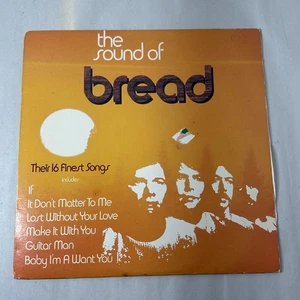 the
sound of
bread
Their 16 Finest Songs
includes
If
It Don't Matter To Me
Lost Without Your Love
Make It With You
Guitar Man
Baby I'm A Want You